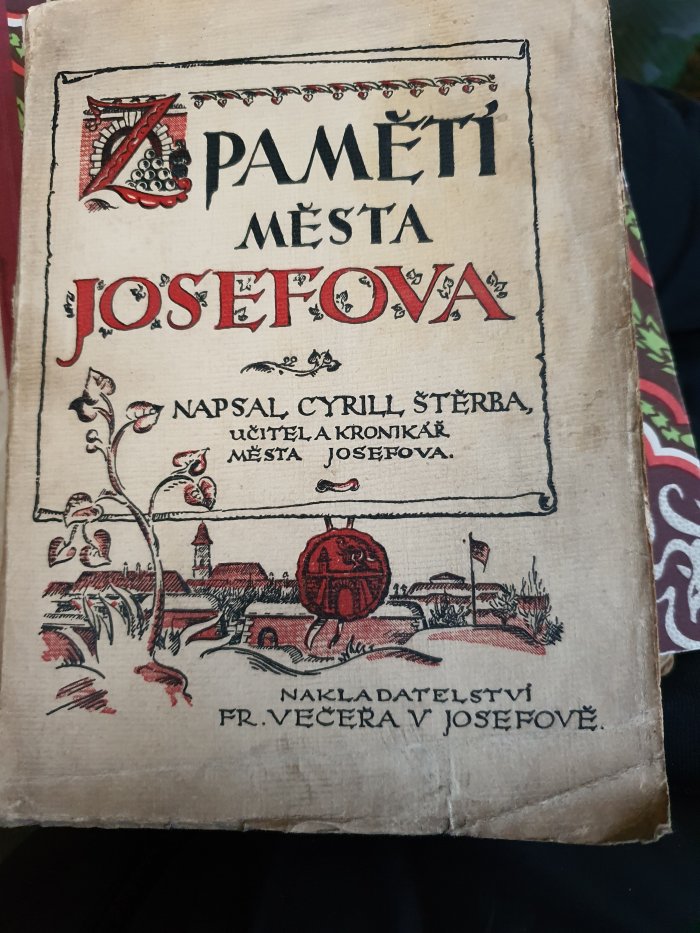 Z PAMĚTÍ
MĚSTA
JOSEFOVA
NAPSAL CYRILL ŠTĚRBA,
UČITEL A KRONIKÁŘ
MĚSTA JOSEFOVA.
NAKLADATELSTVÍ
FR. VEČEŘA V JOSEFOVĚ.